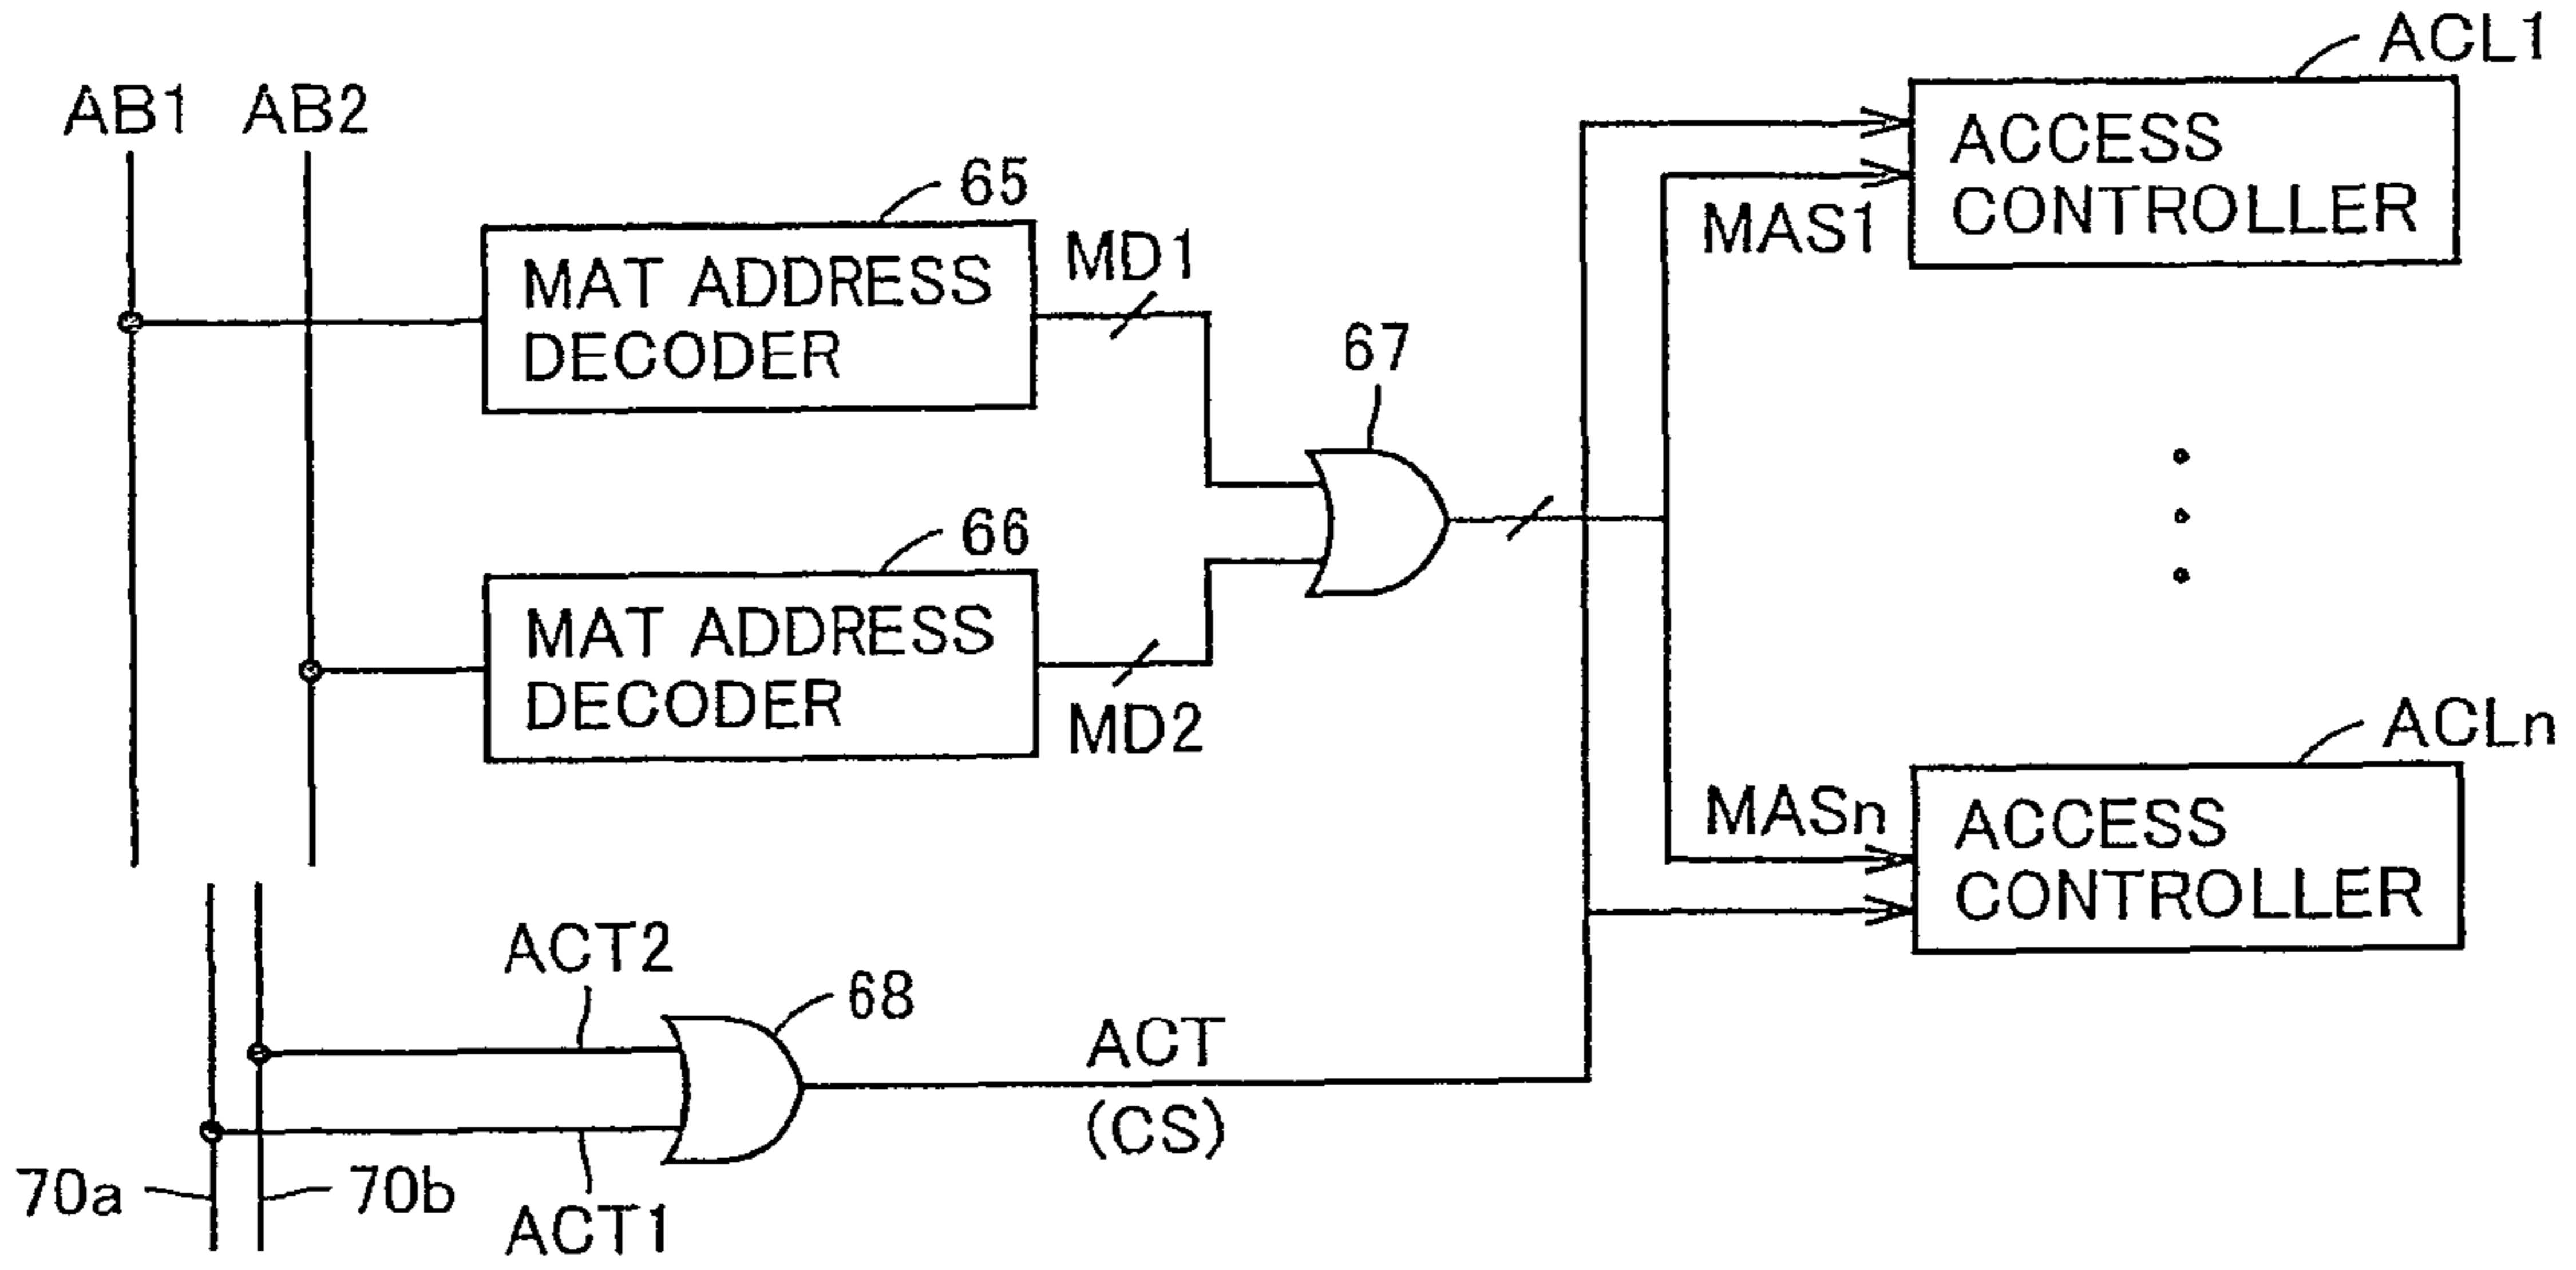 ACL1
AB1 AB2
ACCESS
CONTROLLER
65
MAS1
MD1
MAT ADDRESS
DECODER
67
66
MAT ADDRESS
DECODER
MD2
ACLn
MASn
ACCESS
CONTROLLER
ACT2
68
ACT
(CS)
70a 70b
ACT1